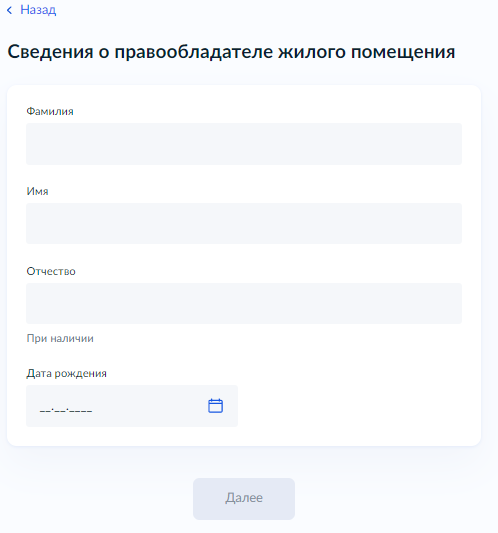 Назад
Сведения о правообладателе жилого помещения
Фамилия
Имя
Отчество
При наличии
Дата рождения
__.__.____
Далее